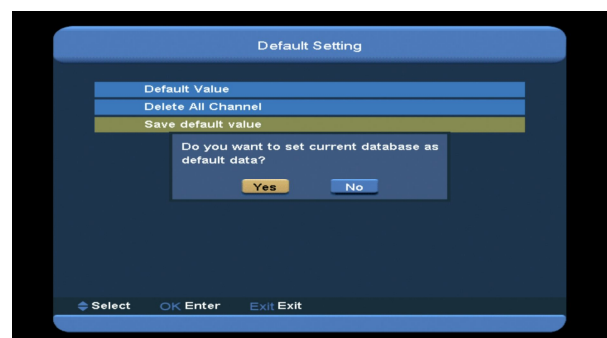 Default Setting
Default Value
Delete All Channel
Save default value
Do you want to set current database as
default data?
Yes No
Select OK Enter Exit Exit